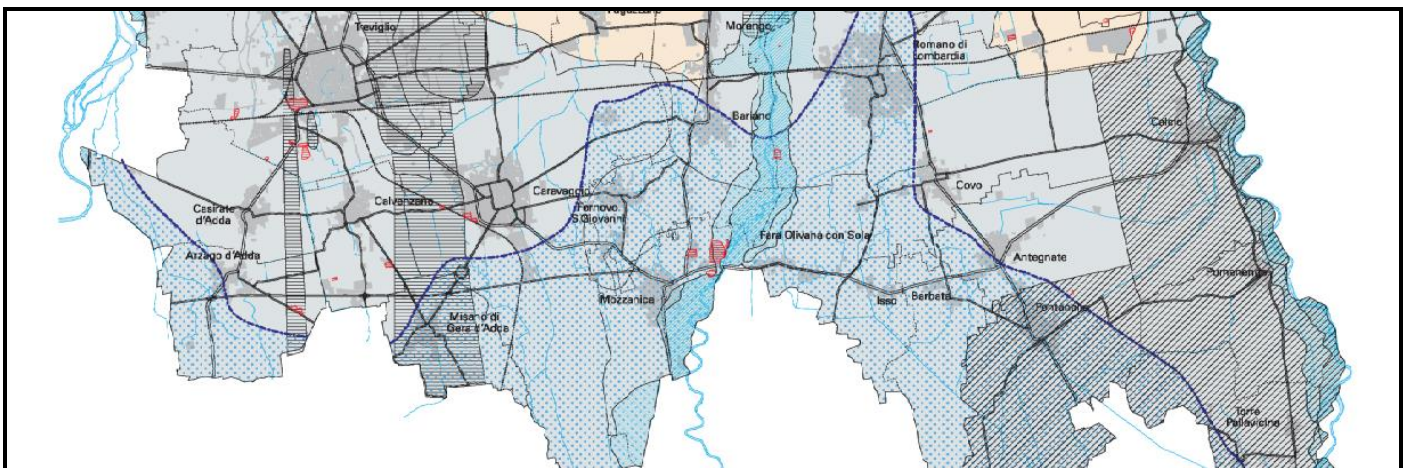 Treviglio
Morengo
Romano di
Lombardia
Bariano
Calcio
Covo
Caravaggio
Calvenzano
Casirate
d'Adda
Fornovo
S.Giovanni
Fara Olivana con Sola
Arzago d'Adda
Antegnate
Pumenengo
Mozzanica
Isso
Barbata
Fontanella
Misano di
Gera d'Adda
Torre
Pallavicina